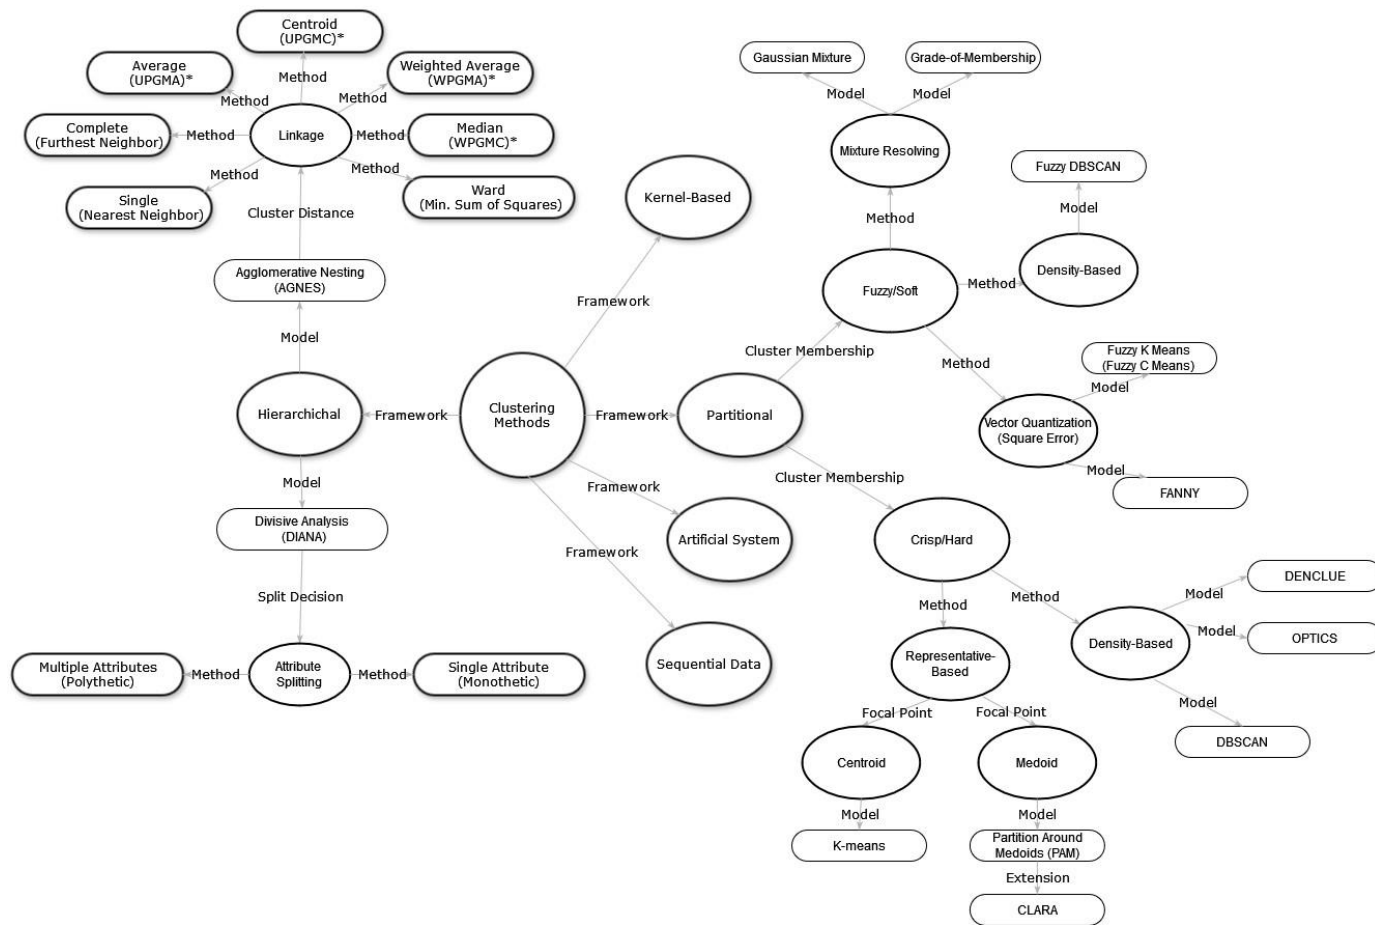 Centroid
(UPGMC)*
Average
(UPGMA)*
Method
Weighted Average
(WPGMA)*
Method
Method
Complete
(Furthest Neighbor)
Method
Linkage
Method
Median
(WPGMC)*
Method
Method
Single
(Nearest Neighbor)
Ward
(Min. Sum of Squares)
Cluster Distance
Agglomerative Nesting
(AGNES)
Model
Hierarchichal
Framework
Clustering
Methods
Model
Divisive Analysis
(DIANA)
Split Decision
Multiple Attributes
(Polythetic)
Method
Attribute
Splitting
Method
Single Attribute
(Monothetic)
Kernel-Based
Framework
Framework
Partitional
Framework
Artificial System
Framework
Sequential Data
Cluster Membership
Fuzzy/Soft
Method
Mixture Resolving
Model
Gaussian Mixture
Model
Grade-of-Membership
Method
Density-Based
Model
Fuzzy DBSCAN
Method
Vector Quantization
(Square Error)
Model
Fuzzy K Means
(Fuzzy C Means)
Model
FANNY
Cluster Membership
Crisp/Hard
Method
Representative-
Based
Focal Point
Centroid
Model
K-means
Focal Point
Medoid
Model
Partition Around
Medoids (PAM)
Extension
CLARA
Method
Density-Based
Model
DENCLUE
Model
OPTICS
Model
DBSCAN